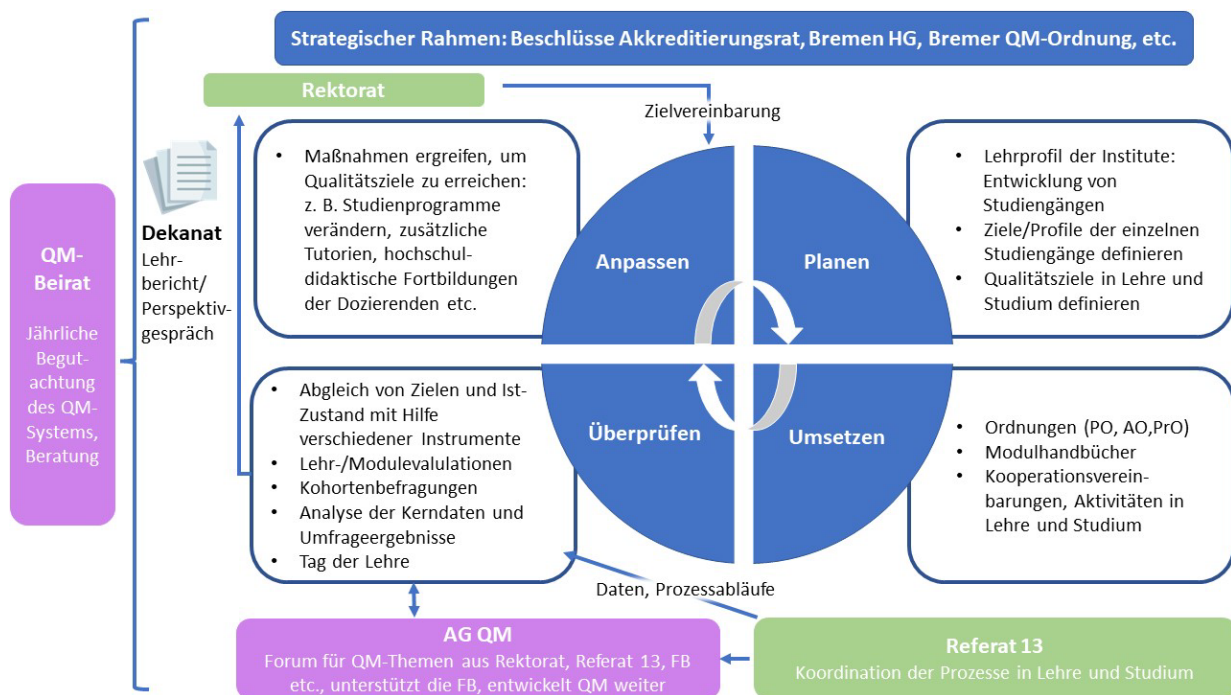 Strategischer Rahmen: Beschlüsse Akkreditierungsrat, Bremen HG, Bremer QM-Ordnung, etc.
Rektorat
Zielvereinbarung
QM-
Beirat
Jährliche
Begut-
achtung
des QM-
Systems,
Beratung
Dekanat
Lehr-
bericht/
Perspektiv-
gespräch
• Maßnahmen ergreifen, um
Qualitätsziele zu erreichen:
z. B. Studienprogramme
verändern, zusätzliche
Tutorien, hochschul-
didaktische Fortbildungen
der Dozierenden etc.
Anpassen
Planen
• Lehrprofil der Institute:
Entwicklung von
Studiengängen
• Ziele/Profile der einzelnen
Studiengänge definieren
• Qualitätsziele in Lehre und
Studium definieren
• Abgleich von Zielen und Ist-
Zustand mit Hilfe
verschiedener Instrumente
• Lehr-/Modulevalulationen
• Kohortenbefragungen
• Analyse der Kerndaten und
Umfrageergebnisse
• Tag der Lehre
Überprüfen
Umsetzen
• Ordnungen (PO, AO,PrO)
• Modulhandbücher
• Kooperationsverein-
barungen, Aktivitäten in
Lehre und Studium
Daten, Prozessabläufe
AG QM
Forum für QM-Themen aus Rektorat, Referat 13, FB
etc., unterstützt die FB, entwickelt QM weiter
Referat 13
Koordination der Prozesse in Lehre und Studium